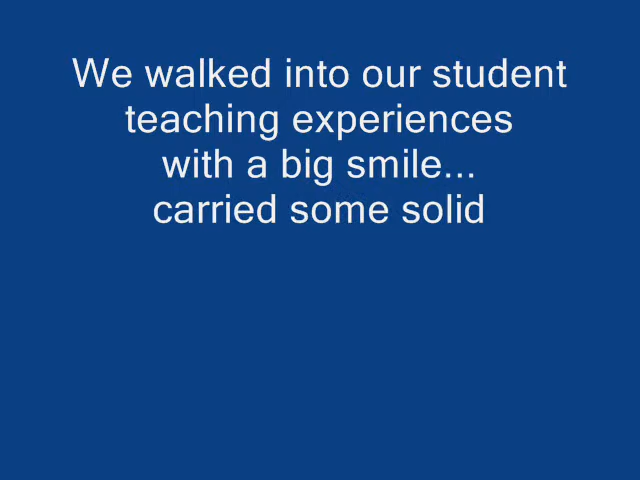 We walked into our student
teaching experiences
with a big smile...
carried some solid